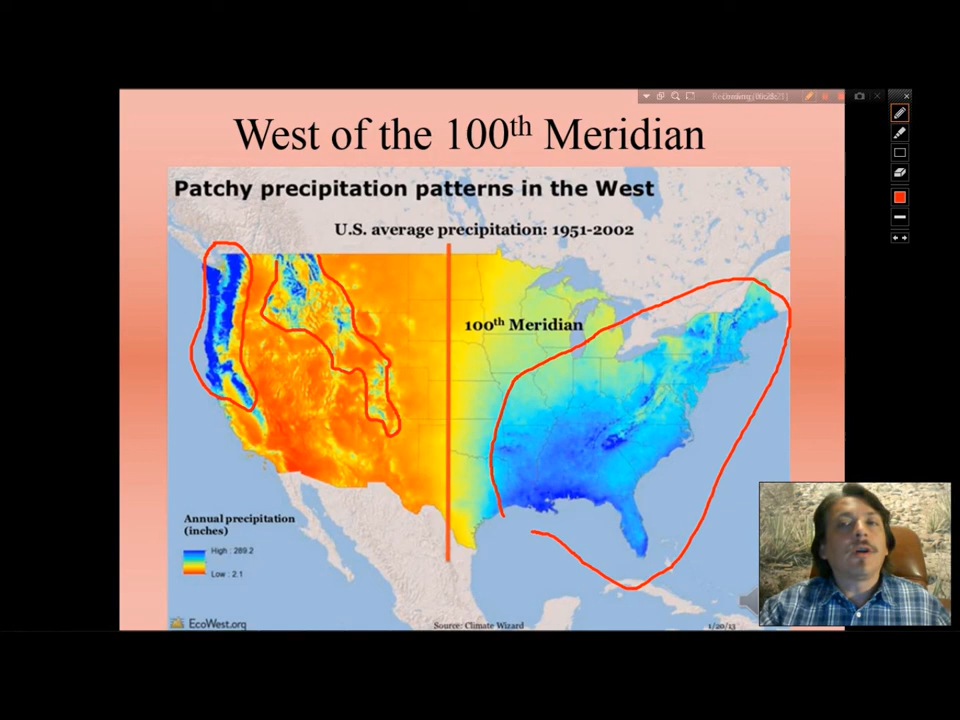 West of the 100th Meridian
Patchy precipitation patterns in the West
U.S. average precipitation: 1951-2002
100th Meridian
Annual precipitation
(inches)
High : 289.2
Low : 2.1
EcoWest.org
Source: Climate Wizard
1/20/13